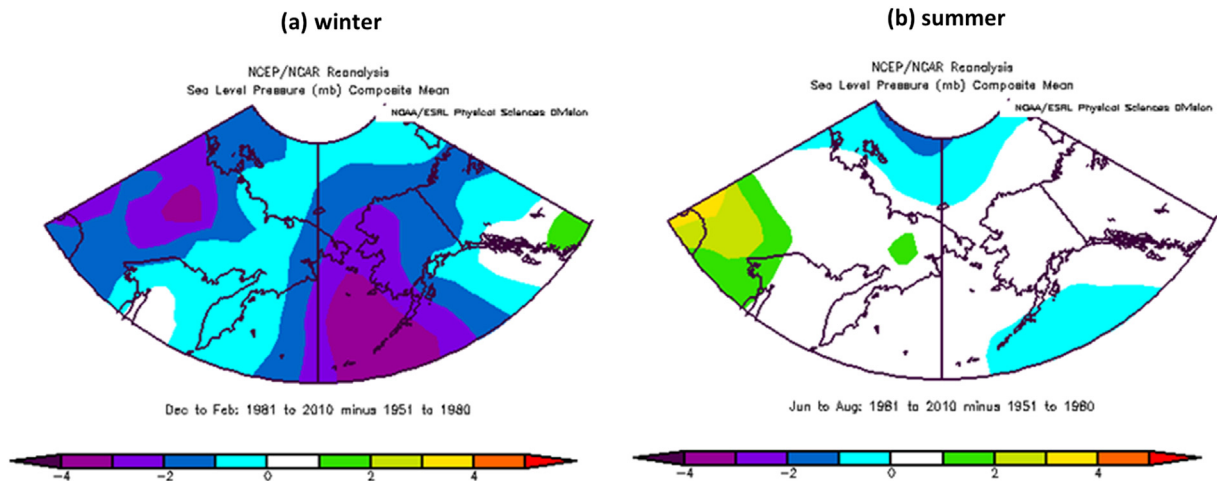 (a) winter
NCEP/NCAR Reanalysis
Sea Level Pressure (mb) Composite Mean
NOAA/ESRL Physical Sciences Division
Dec to Feb: 1981 to 2010 minus 1951 to 1980
-4 -2 0 2 4
(b) summer
NCEP/NCAR Reanalysis
Sea Level Pressure (mb) Composite Mean
NOAA/ESRL Physical Sciences Division
Jun to Aug: 1981 to 2010 minus 1951 to 1980
-4 -2 0 2 4